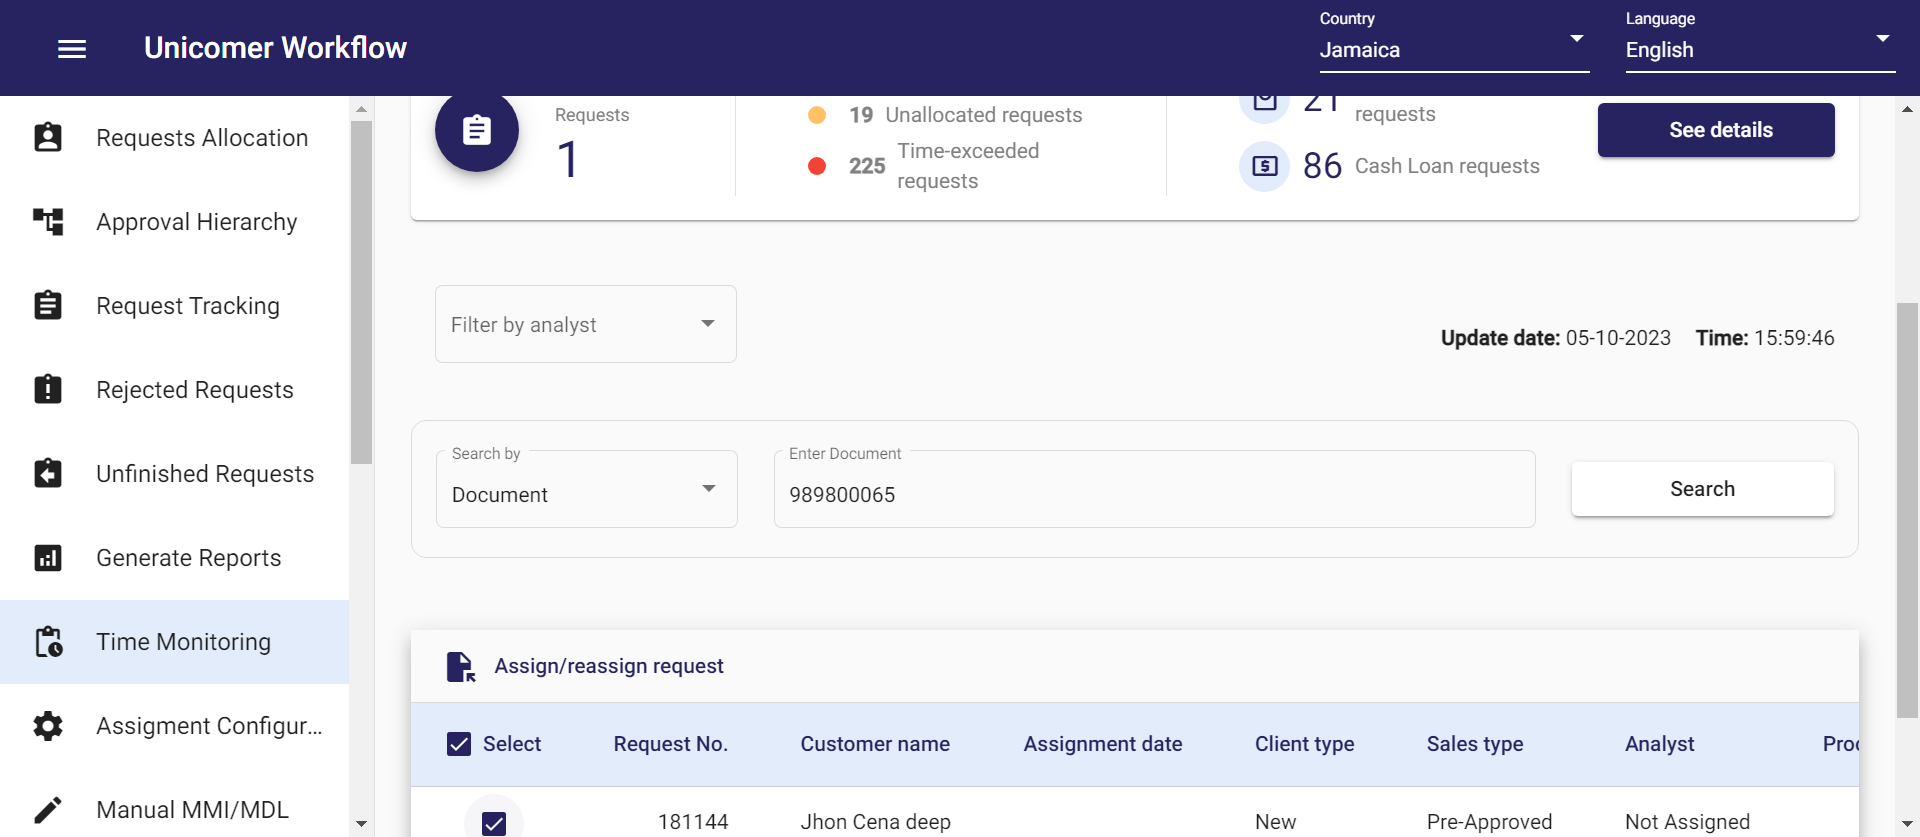 Unicomer Workflow
Country
Jamaica
Language
English
Requests Allocation
Approval Hierarchy
Request Tracking
Rejected Requests
Unfinished Requests
Generate Reports
Time Monitoring
Assigment Configur...
Manual MMI/MDL
Requests
1
19 Unallocated requests
225 Time-exceeded
requests
21
requests
86 Cash Loan requests
See details
Filter by analyst
Update date: 05-10-2023 Time: 15:59:46
Search by
Document
Enter Document
989800065
Search
Assign/reassign request
Select Request No. Customer name Assignment date Client type Sales type Analyst
181144 Jhon Cena deep New Pre-Approved Not Assigned